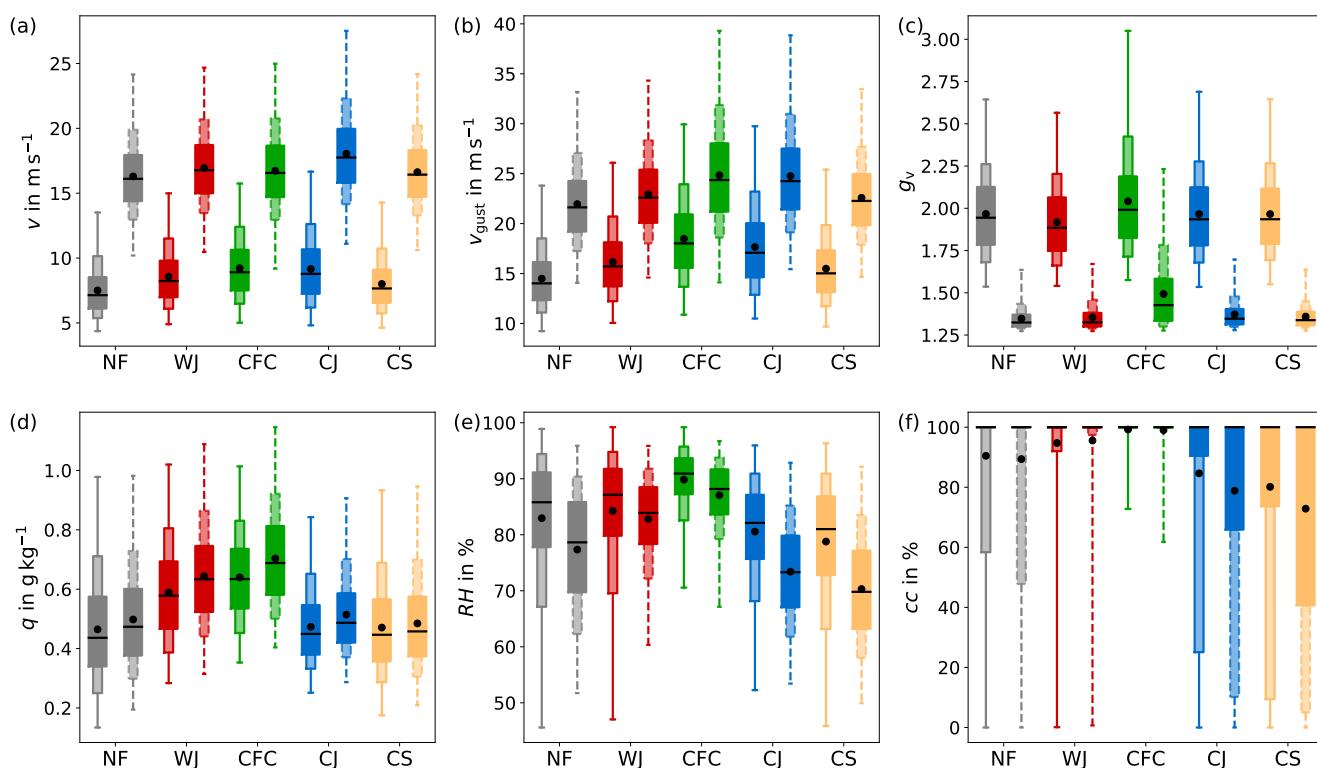 (a)
v in m s⁻¹
25
20
15
10
5
NF WJ CFC CJ CS
(b)
v_gust in m s⁻¹
40
35
30
25
20
15
10
NF WJ CFC CJ CS
(c)
g_v
3.00
2.75
2.50
2.25
2.00
1.75
1.50
1.25
NF WJ CFC CJ CS
(d)
q in g kg⁻¹
1.0
0.8
0.6
0.4
0.2
NF WJ CFC CJ CS
(e)
RH in %
100
90
80
70
60
50
NF WJ CFC CJ CS
(f)
cc in %
100
80
60
40
20
0
NF WJ CFC CJ CS